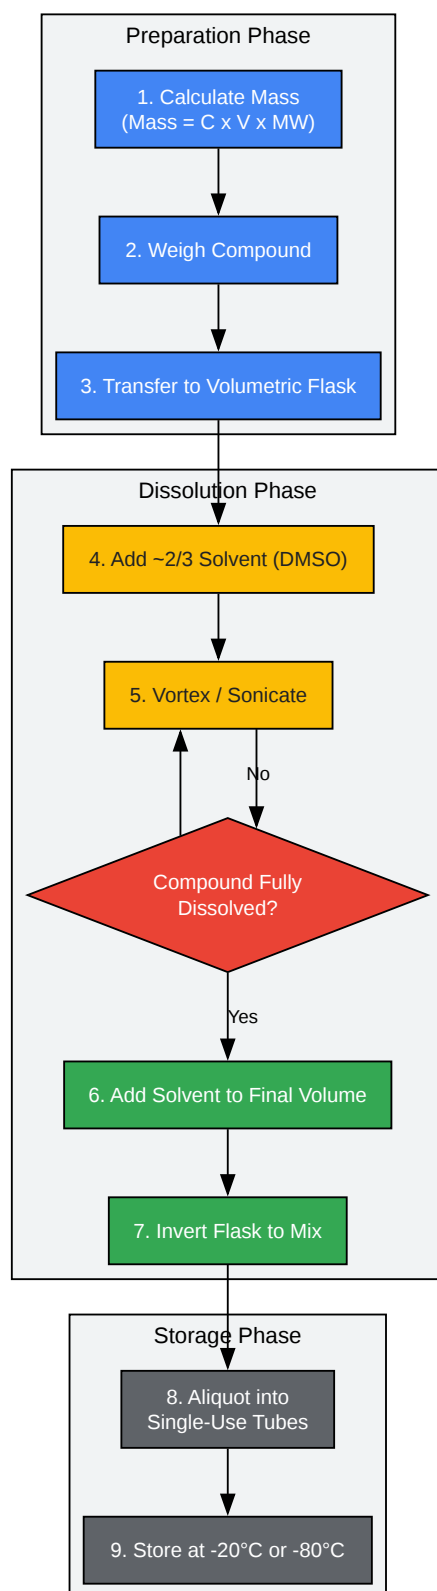 Preparation Phase
1. Calculate Mass
(Mass = C x V x MW)
2. Weigh Compound
3. Transfer to Volumetric Flask
Dissolution Phase
4. Add ~2/3 Solvent (DMSO)
5. Vortex / Sonicate
No
Compound Fully
Dissolved?
Yes
6. Add Solvent to Final Volume
7. Invert Flask to Mix
Storage Phase
8. Aliquot into
Single-Use Tubes
9. Store at -20°C or -80°C